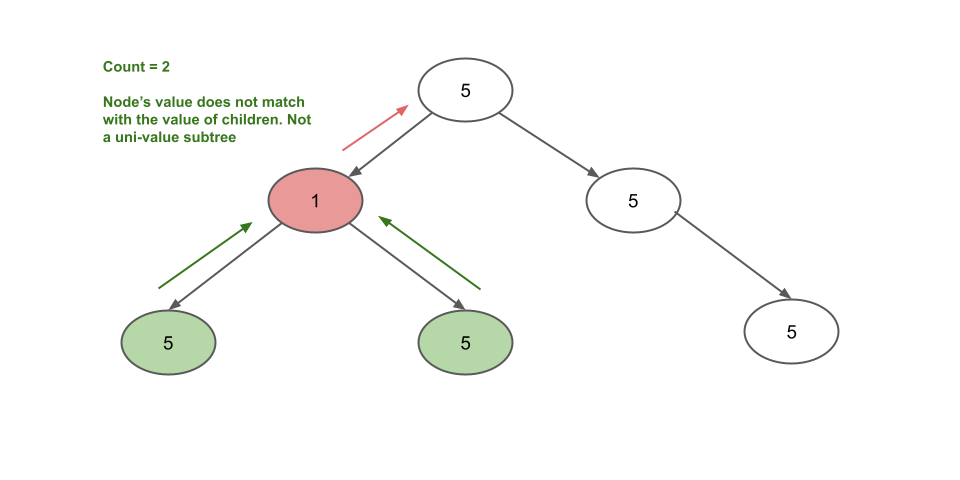 Count = 2
Node’s value does not match
with the value of children. Not
a uni-value subtree
5
1
5
5
5
5